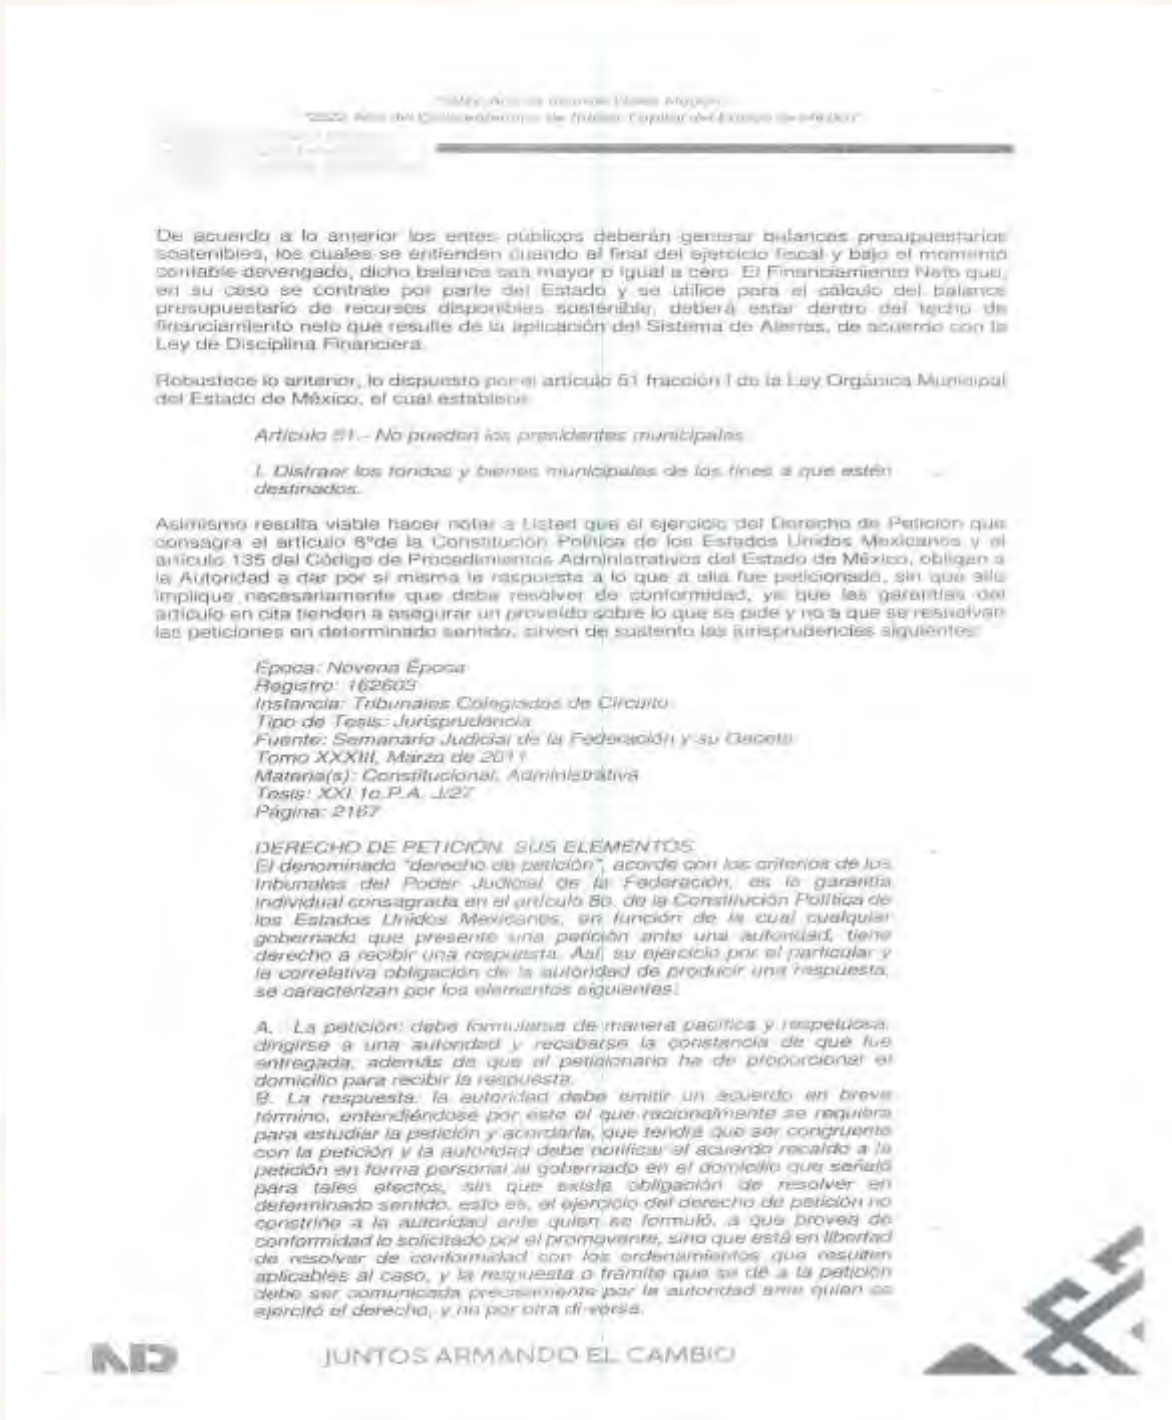 "2022. Año del Quincentenario de Toluca, Capital del Estado de México"
De acuerdo a lo anterior los entes públicos deberán generar balances presupuestarios
sostenibles, los cuales se entienden cuando al final del ejercicio fiscal y bajo el momento
contable devengado, dicho balance sea mayor o igual a cero. El Financiamiento Neto que,
en su caso se contrate por parte del Estado y se utilice para el cálculo del balance
presupuestario de recursos disponibles sostenible, deberá estar dentro del techo de
financiamiento neto que resulte de la aplicación del Sistema de Alertas, de acuerdo con la
Ley de Disciplina Financiera.
Robustece lo anterior, lo dispuesto por el artículo 51 fracción I de la Ley Orgánica Municipal
del Estado de México, el cual establece:
Artículo 51.- No pueden los presidentes municipales:
I. Distraer los fondos y bienes municipales de los fines a que estén
destinados.
Asimismo resulta viable hacer notar a Usted que el ejercicio del Derecho de Petición que
consagra el artículo 8°de la Constitución Política de los Estados Unidos Mexicanos y el
artículo 135 del Código de Procedimientos Administrativos del Estado de México, obligan a
la Autoridad a dar por sí misma la respuesta a lo que a ella fue peticionado, sin que ello
implique necesariamente que deba resolver de conformidad, ya que las garantías del
artículo en cita tienden a asegurar un proveído sobre lo que se pide y no a que se resuelvan
las peticiones en determinado sentido, sirven de sustento las jurisprudencias siguientes:
Época: Novena Época
Registro: 162603
Instancia: Tribunales Colegiados de Circuito
Tipo de Tesis: Jurisprudencia
Fuente: Semanario Judicial de la Federación y su Gaceta
Tomo XXXIII, Marzo de 2011
Materia(s): Constitucional, Administrativa
Tesis: XXI.1o.P.A. J/27
Página: 2167
DERECHO DE PETICIÓN. SUS ELEMENTOS.
El denominado "derecho de petición", acorde con los criterios de los
tribunales del Poder Judicial de la Federación, es la garantía
individual consagrada en el artículo 8o. de la Constitución Política de
los Estados Unidos Mexicanos, en función de la cual cualquier
gobernado que presente una petición ante una autoridad, tiene
derecho a recibir una respuesta. Así, su ejercicio por el particular y
la correlativa obligación de la autoridad de producir una respuesta,
se caracterizan por los elementos siguientes:
A. La petición: debe formularse de manera pacífica y respetuosa,
dirigirse a una autoridad y recabarse la constancia de que fue
entregada, además de que el peticionario ha de proporcionar el
domicilio para recibir la respuesta.
B. La respuesta: la autoridad debe emitir un acuerdo en breve
término, entendiéndose por éste el que racionalmente se requiera
para estudiar la petición y acordarla, que tendrá que ser congruente
con la petición y la autoridad debe notificar el acuerdo recaído a la
petición en forma personal al gobernado en el domicilio que señaló
para tales efectos, sin que exista obligación de resolver en
determinado sentido, esto es, el ejercicio del derecho de petición no
constriñe a la autoridad ante quien se formuló, a que provea de
conformidad lo solicitado por el promovente, sino que está en libertad
de resolver de conformidad con los ordenamientos que resulten
aplicables al caso, y la respuesta o trámite que se dé a la petición
debe ser comunicada precisamente por la autoridad ante quien se
ejercitó el derecho, y no por otra diversa.
ND
JUNTOS ARMANDO EL CAMBIO